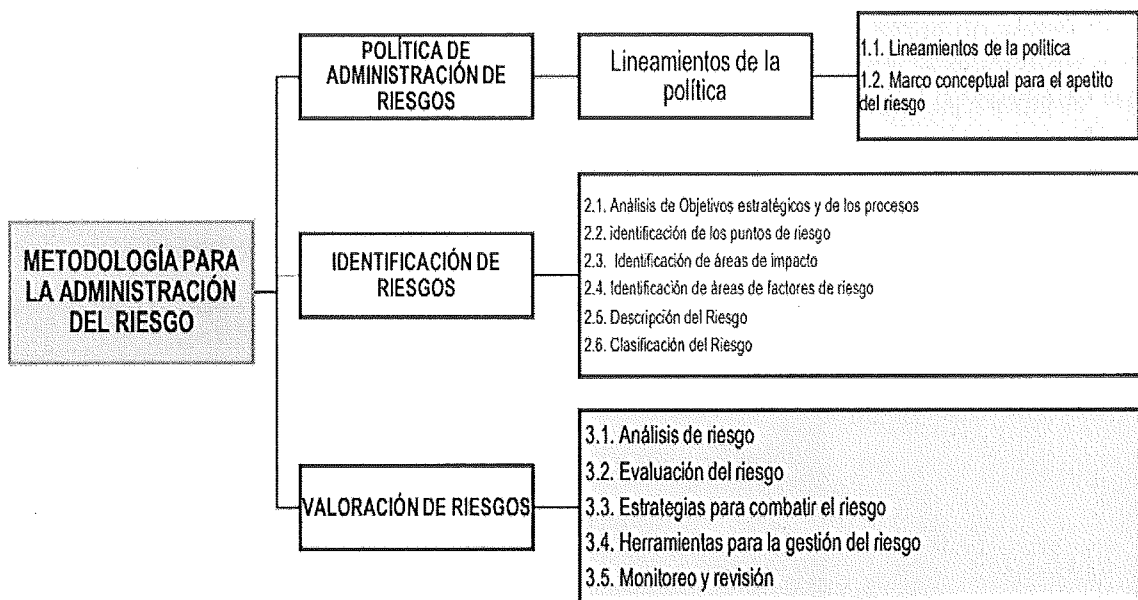 POLÍTICA DE
ADMINISTRACIÓN DE
RIESGOS
Lineamientos de la
política
1.1. Lineamientos de la política
1.2. Marco conceptual para el apetito
del riesgo
METODOLOGÍA PARA
LA ADMINISTRACIÓN
DEL RIESGO
IDENTIFICACIÓN DE
RIESGOS
2.1. Análisis de Objetivos estratégicos y de los procesos
2.2. identificación de los puntos de riesgo
2.3. Identificación de áreas de impacto
2.4. Identificación de áreas de factores de riesgo
2.5. Descripción del Riesgo
2.6. Clasificación del Riesgo
VALORACIÓN DE RIESGOS
3.1. Análisis de riesgo
3.2. Evaluación del riesgo
3.3. Estrategias para combatir el riesgo
3.4. Herramientas para la gestión del riesgo
3.5. Monitoreo y revisión